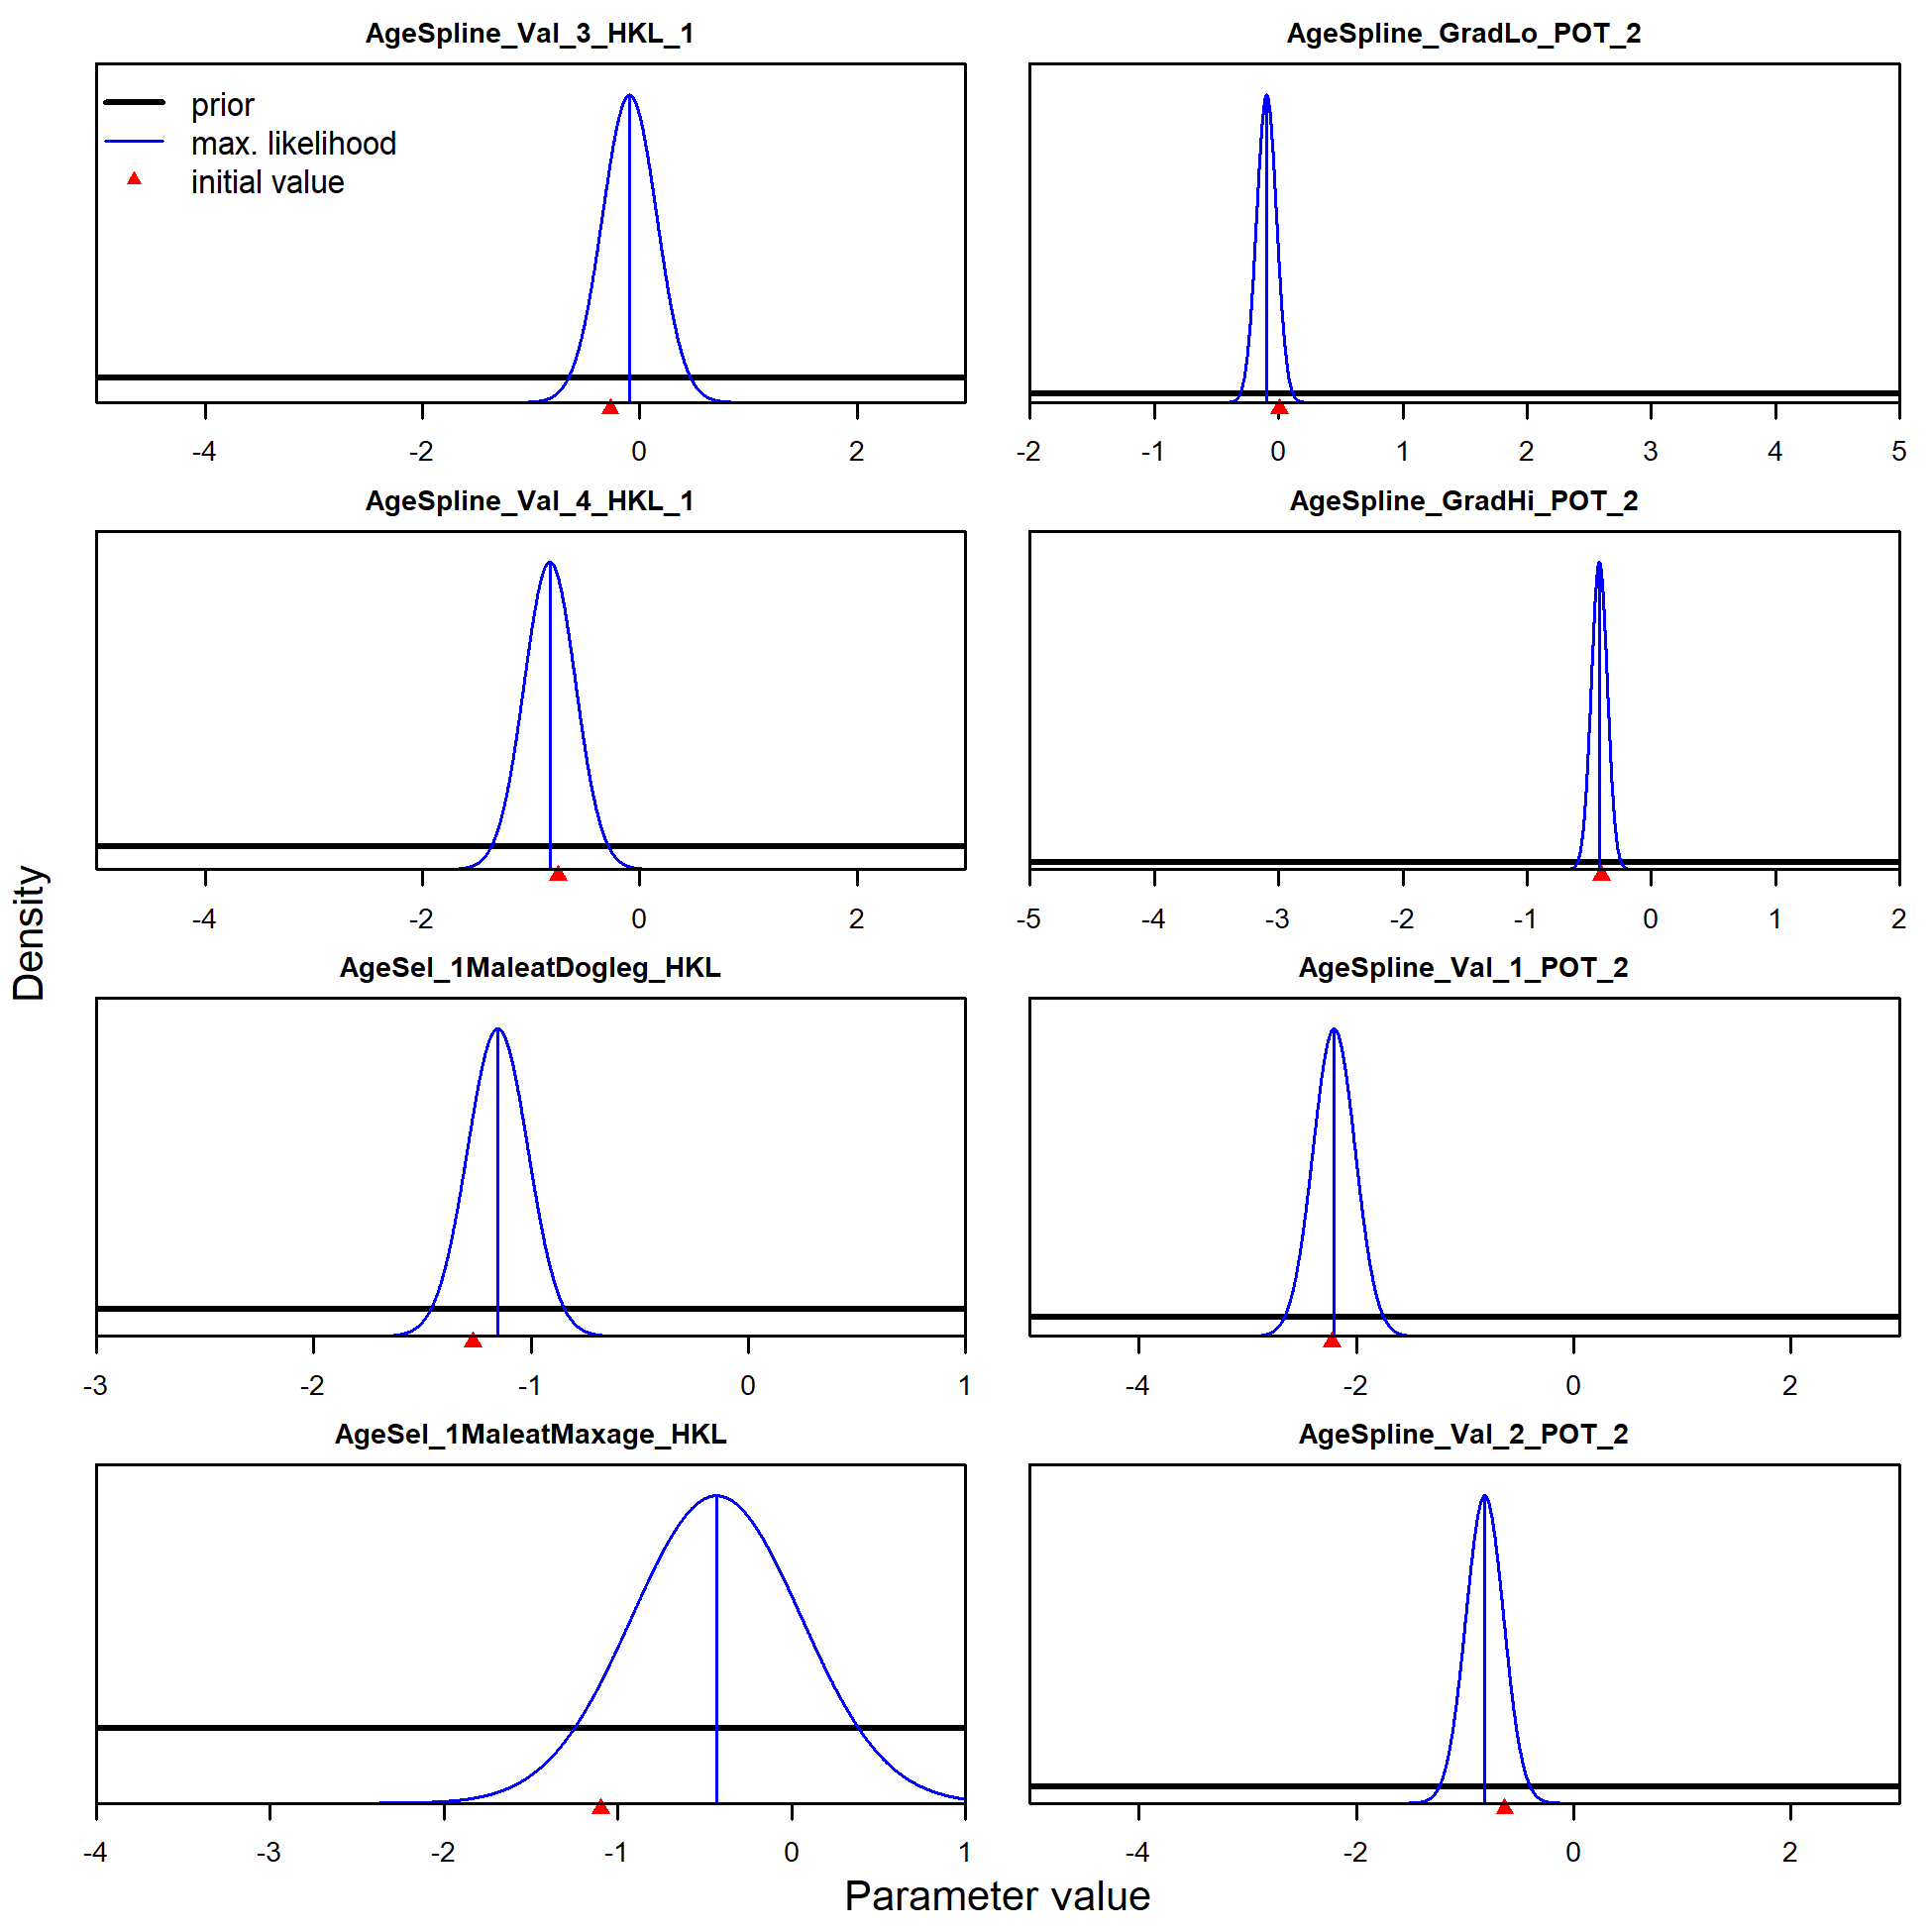 AgeSpline_Val_3_HKL_1
prior
max. likelihood
initial value
-4 -2 0 2
AgeSpline_GradLo_POT_2
-2 -1 0 1 2 3 4 5
AgeSpline_Val_4_HKL_1
-4 -2 0 2
AgeSpline_GradHi_POT_2
-5 -4 -3 -2 -1 0 1 2
AgeSel_1MaleatDogleg_HKL
-3 -2 -1 0 1
AgeSpline_Val_1_POT_2
-4 -2 0 2
AgeSel_1MaleatMaxage_HKL
-4 -3 -2 -1 0 1
AgeSpline_Val_2_POT_2
-4 -2 0 2
Density
Parameter value